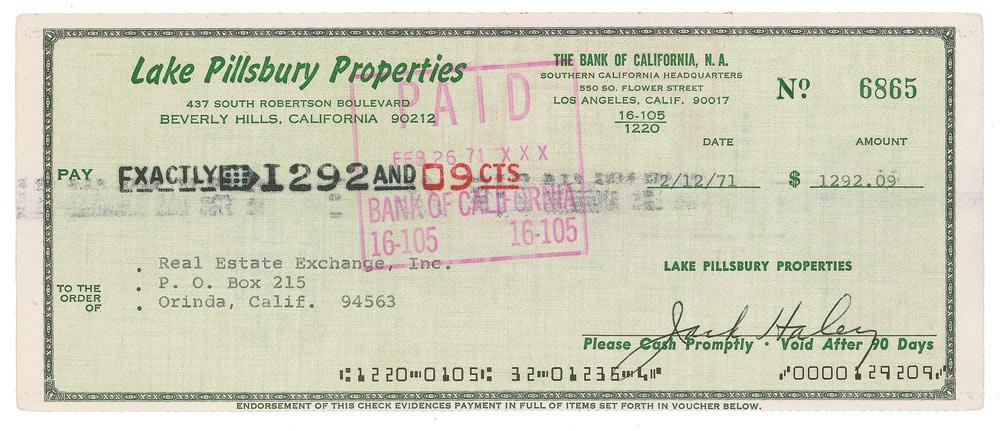 Lake Pillsbury Properties
437 SOUTH ROBERTSON BOULEVARD
BEVERLY HILLS, CALIFORNIA 90212
THE BANK OF CALIFORNIA, N. A.
SOUTHERN CALIFORNIA HEADQUARTERS
550 SO. FLOWER STREET
LOS ANGELES, CALIF. 90017
16-105
1220
Nº 6865
DATE AMOUNT
PAID
FEB 26 71 X X X
BANK OF CALIFORNIA
16-105 16-105
PAY EXACTLY 1292 AND 09 CTS 2/12/71 $ 1292.09
TO THE ORDER OF
Real Estate Exchange, Inc.
P. O. Box 215
Orinda, Calif. 94563
LAKE PILLSBURY PROPERTIES
Jack Haley
Please Cash Promptly · Void After 90 Days
⑆1220⑉0105⑆ 32⑉01235⑉4⑈ ⑇0000129209⑇
ENDORSEMENT OF THIS CHECK EVIDENCES PAYMENT IN FULL OF ITEMS SET FORTH IN VOUCHER BELOW.